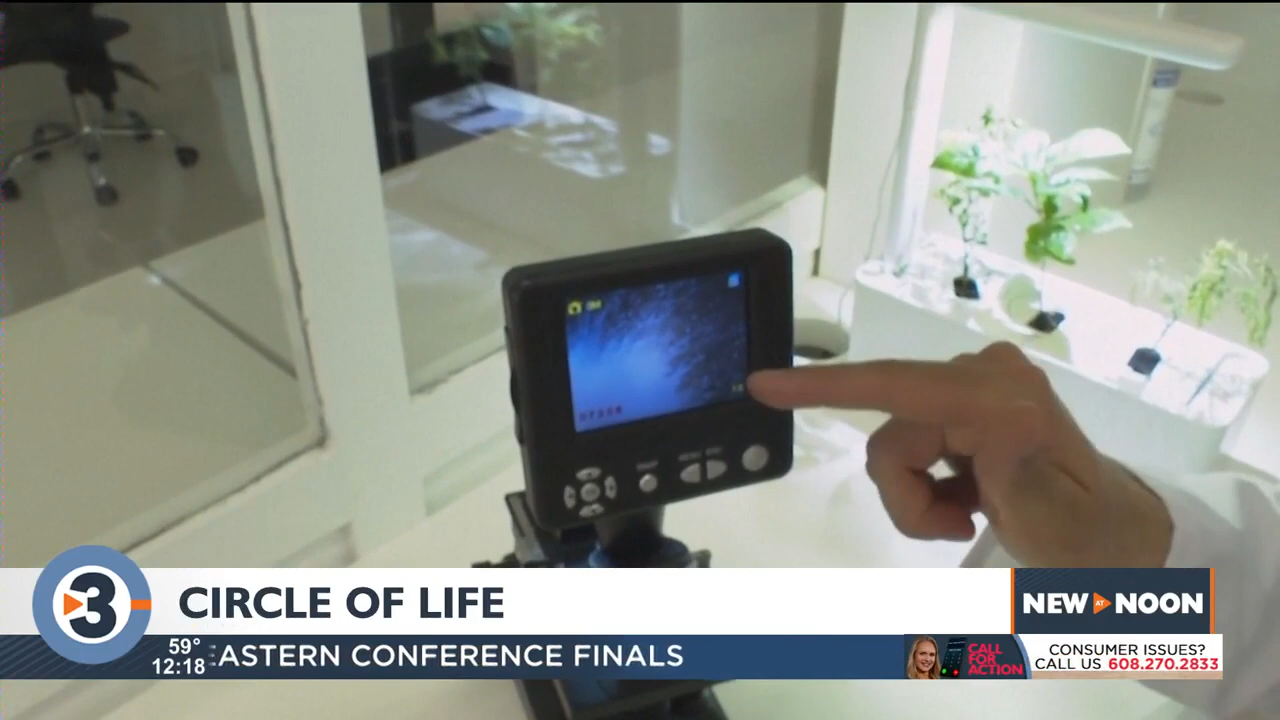 3
CIRCLE OF LIFE
NEW AT NOON
59°
12:18
EASTERN CONFERENCE FINALS
CALL
FOR
ACTION
CONSUMER ISSUES?
CALL US 608.270.2833